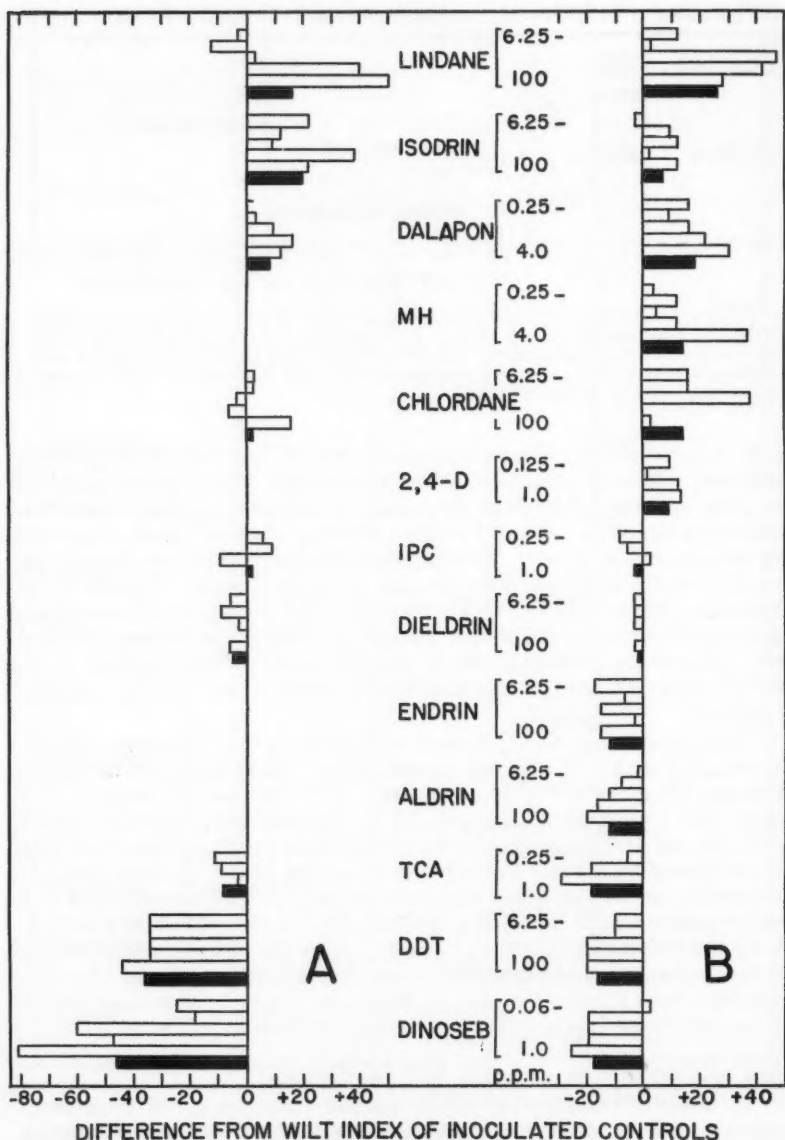 LINDANE 6.25
100
ISODRIN 6.25
100
DALAPON 0.25
4.0
MH 0.25
4.0
CHLORDANE 6.25
100
2,4-D 0.125
1.0
IPC 0.25
1.0
DIELDRIN 6.25
100
ENDRIN 6.25
100
ALDRIN 6.25
100
TCA 0.25
1.0
DDT 6.25
100
A
B
DINOSEB 0.06
1.0
p.p.m.
-80 -60 -40 -20 0 +20 +40
-20 0 +20 +40
DIFFERENCE FROM WILT INDEX OF INOCULATED CONTROLS